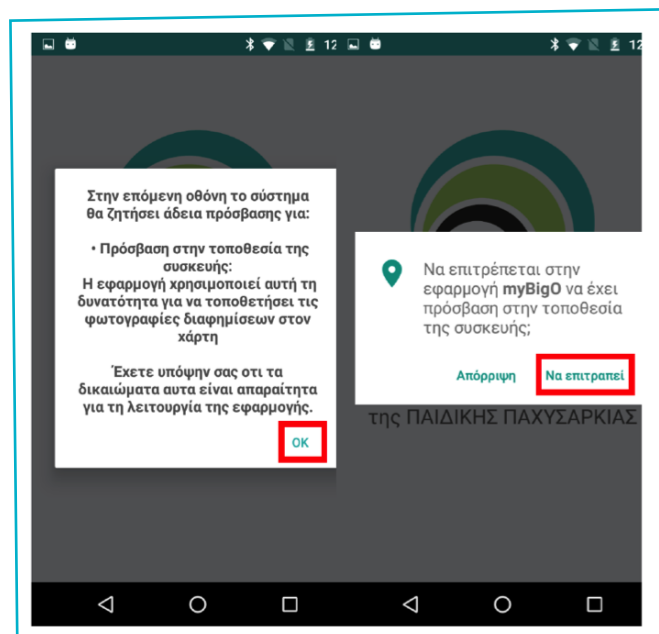 12
Στην επόμενη οθόνη το σύστημα
θα ζητήσει άδεια πρόσβασης για:
• Πρόσβαση στην τοποθεσία της
συσκευής:
Η εφαρμογή χρησιμοποιεί αυτή τη
δυνατότητα για να τοποθετήσει τις
φωτογραφίες διαφημίσεων στον
χάρτη
Έχετε υπόψην σας οτι τα
δικαιώματα αυτα είναι απαραίτητα
για τη λειτουργία της εφαρμογής.
OK
12
Να επιτρέπεται στην
εφαρμογή myBigO να έχει
πρόσβαση στην τοποθεσία
της συσκευής;
Απόρριψη Να επιτραπεί
της ΠΑΙΔΙΚΗΣ ΠΑΧΥΣΑΡΚΙΑΣ